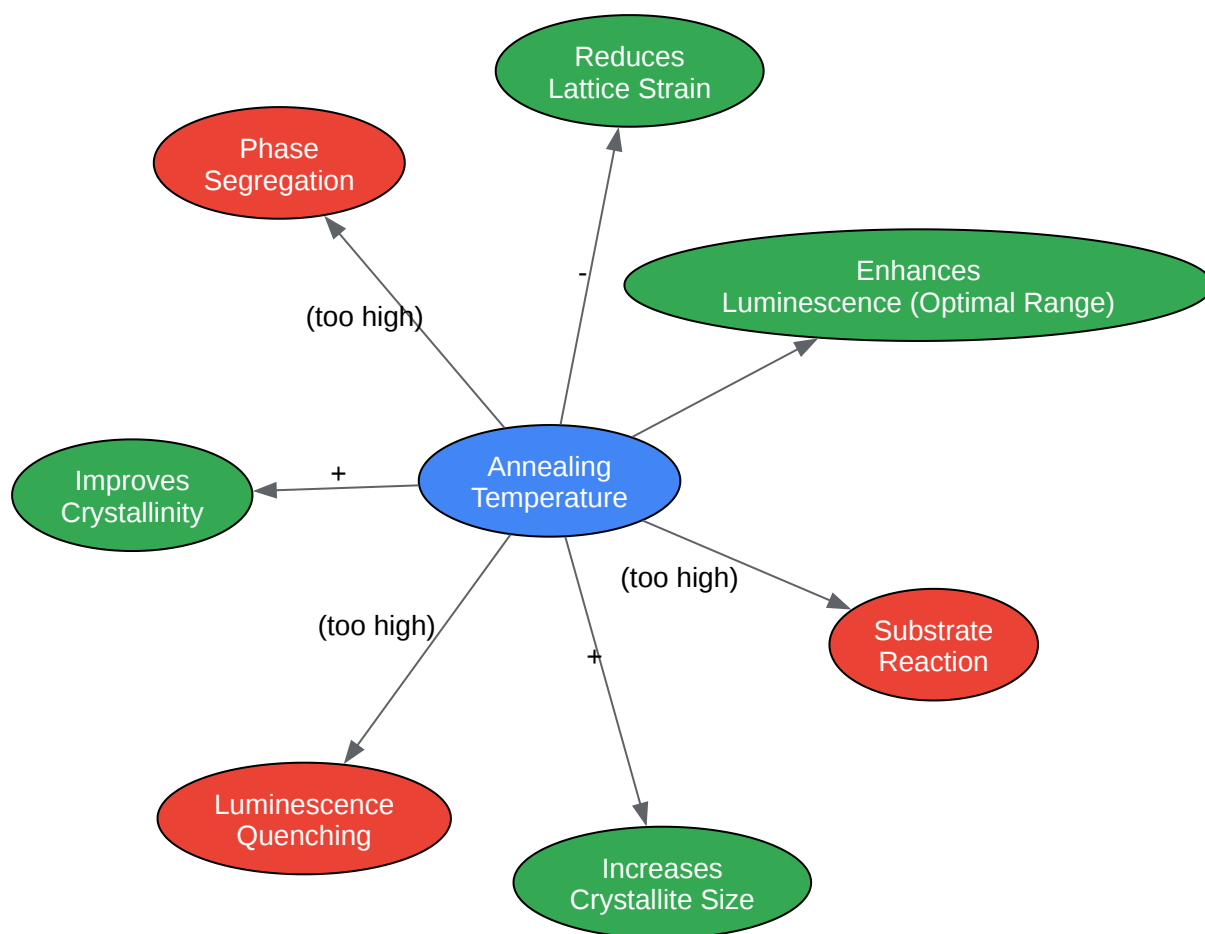 Reduces
Lattice Strain
Phase
Segregation
Enhances
Luminescence (Optimal Range)
-
(too high)
Annealing
Temperature
+
Improves
Crystallinity
(too high)
(too high)
+
Substrate
Reaction
Luminescence
Quenching
Increases
Crystallite Size